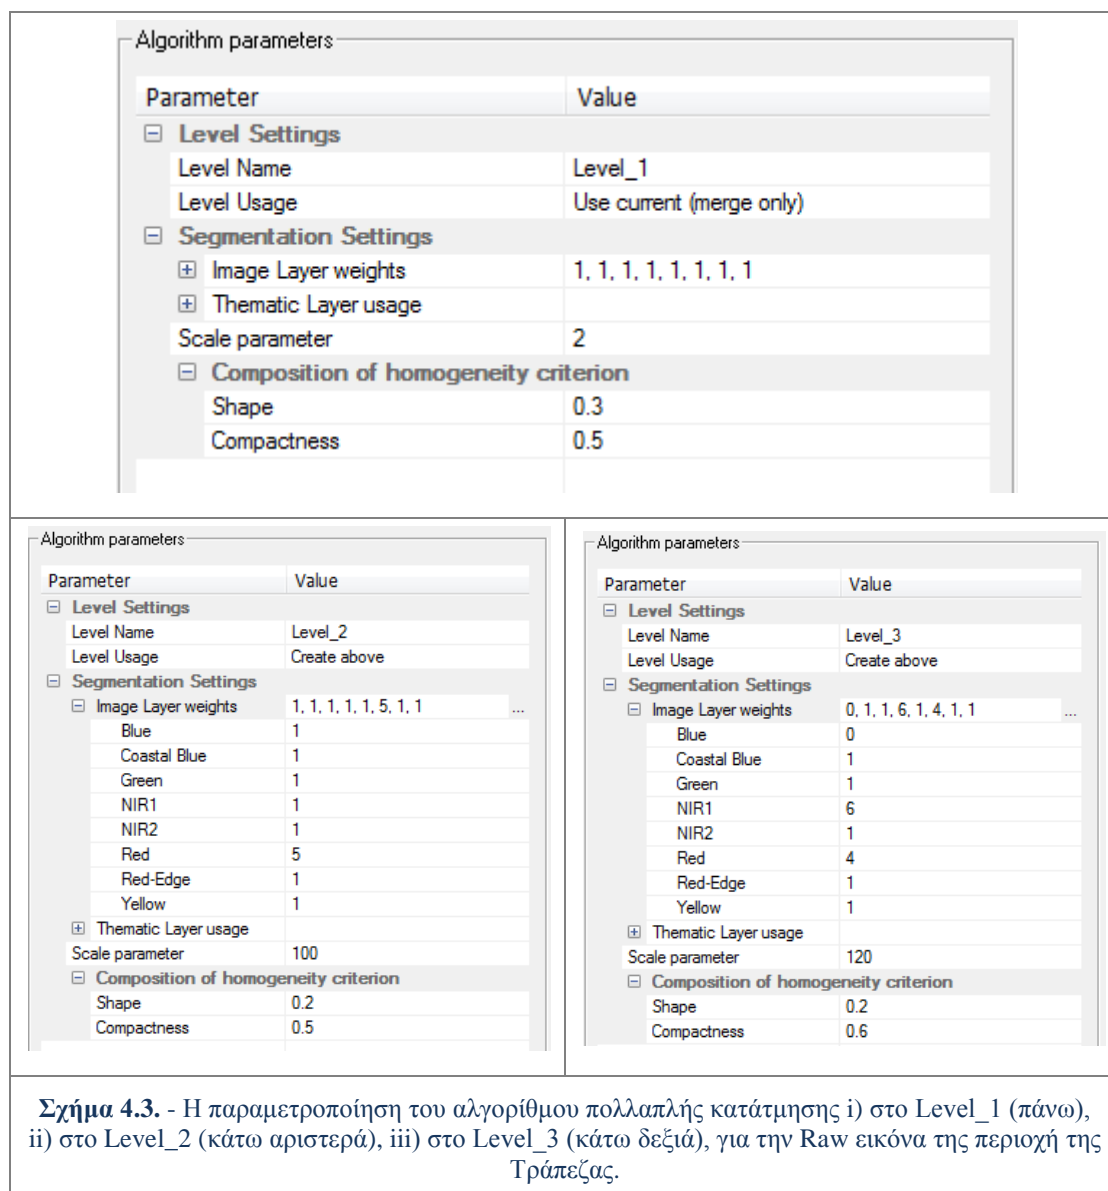 Algorithm parameters
Parameter Value
Level Settings
Level Name Level_1
Level Usage Use current (merge only)
Segmentation Settings
Image Layer weights 1, 1, 1, 1, 1, 1, 1, 1
Thematic Layer usage
Scale parameter 2
Composition of homogeneity criterion
Shape 0.3
Compactness 0.5
Algorithm parameters
Parameter Value
Level Settings
Level Name Level_2
Level Usage Create above
Segmentation Settings
Image Layer weights 1, 1, 1, 1, 1, 5, 1, 1 ...
Blue 1
Coastal Blue 1
Green 1
NIR1 1
NIR2 1
Red 5
Red-Edge 1
Yellow 1
Thematic Layer usage
Scale parameter 100
Composition of homogeneity criterion
Shape 0.2
Compactness 0.5
Algorithm parameters
Parameter Value
Level Settings
Level Name Level_3
Level Usage Create above
Segmentation Settings
Image Layer weights 0, 1, 1, 6, 1, 4, 1, 1 ...
Blue 0
Coastal Blue 1
Green 1
NIR1 6
NIR2 1
Red 4
Red-Edge 1
Yellow 1
Thematic Layer usage
Scale parameter 120
Composition of homogeneity criterion
Shape 0.2
Compactness 0.6
Σχήμα 4.3. - Η παραμετροποίηση του αλγορίθμου πολλαπλής κατάτμησης i) στο Level_1 (πάνω),
ii) στο Level_2 (κάτω αριστερά), iii) στο Level_3 (κάτω δεξιά), για την Raw εικόνα της περιοχή της
Τράπεζας.